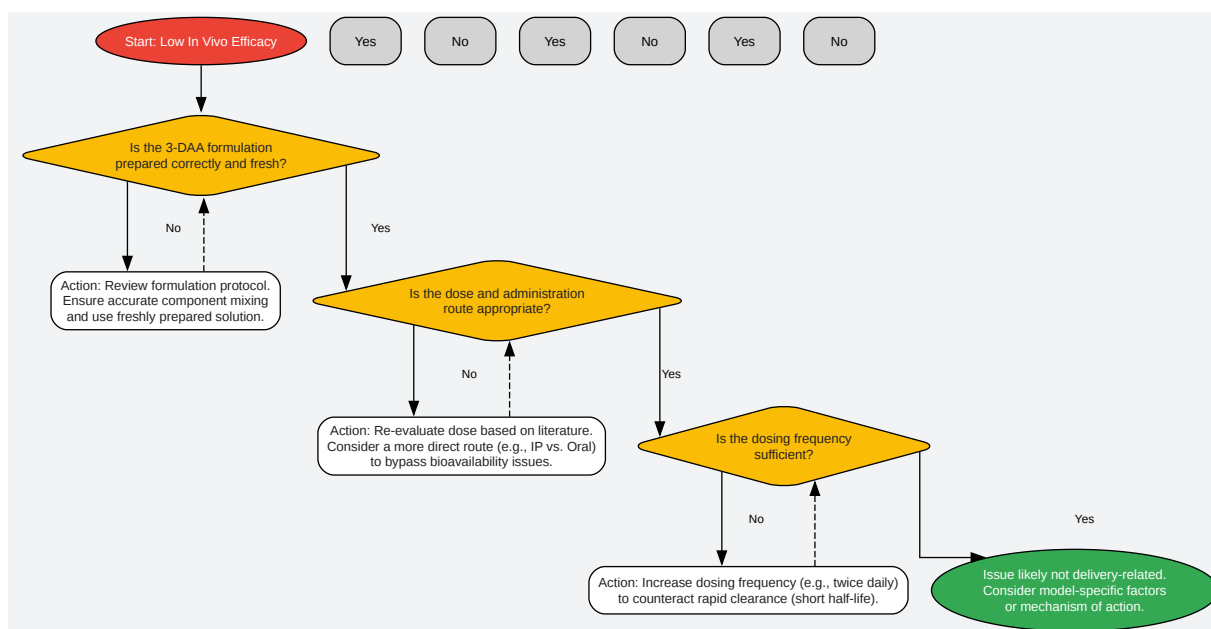 Start: Low In Vivo Efficacy
Yes
No
Yes
No
Yes
No
Is the 3-DAA formulation
prepared correctly and fresh?
No
Yes
Action: Review formulation protocol.
Ensure accurate component mixing
and use freshly prepared solution.
Is the dose and administration
route appropriate?
No
Yes
Action: Re-evaluate dose based on literature.
Consider a more direct route (e.g., IP vs. Oral)
to bypass bioavailability issues.
Is the dosing frequency
sufficient?
No
Yes
Action: Increase dosing frequency (e.g., twice daily)
to counteract rapid clearance (short half-life).
Issue likely not delivery-related.
Consider model-specific factors
or mechanism of action.